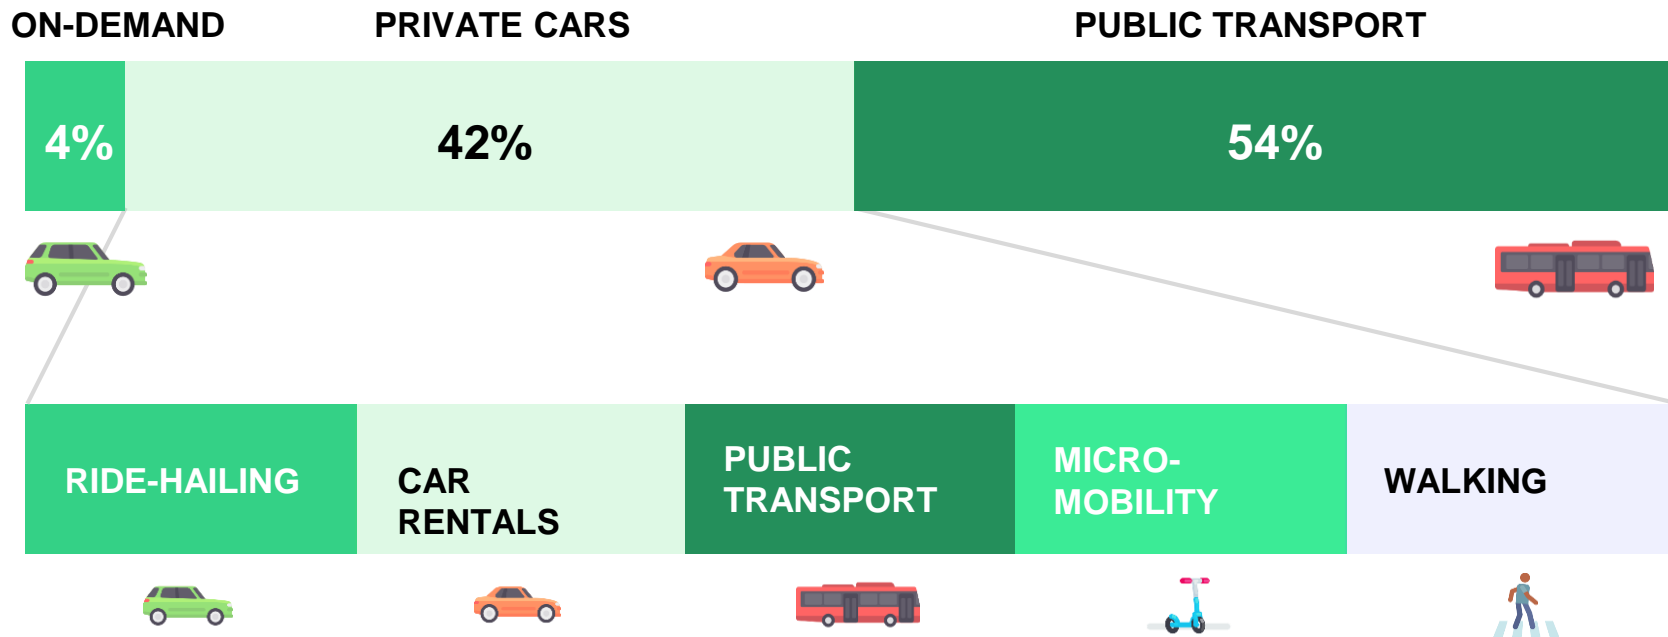 ON-DEMAND
PRIVATE CARS
PUBLIC TRANSPORT
4%
42%
54%
RIDE-HAILING
CAR
RENTALS
PUBLIC
TRANSPORT
MICRO-
MOBILITY
WALKING